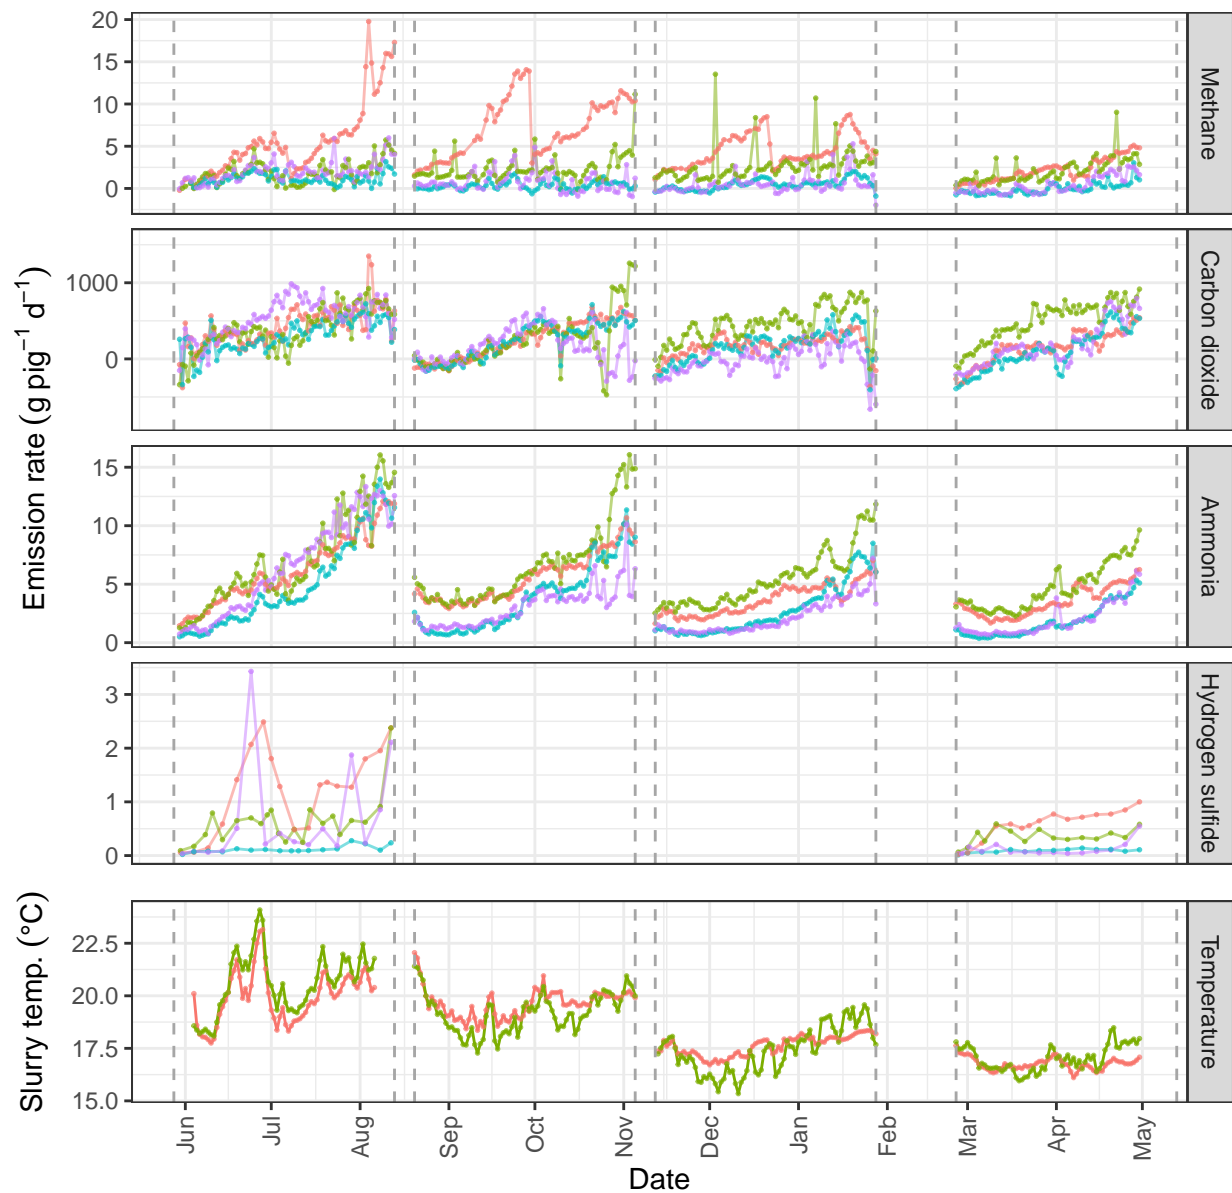 20
15
10
5
0
Methane
1000
0
Carbon dioxide
15
10
5
0
Ammonia
3
2
1
0
Hydrogen sulfide
22.5
20.0
17.5
15.0
Temperature
Emission rate (g pig⁻¹ d⁻¹)
Slurry temp. (°C)
Jun
Jul
Aug
Sep
Oct
Nov
Dec
Jan
Feb
Mar
Apr
May
Date